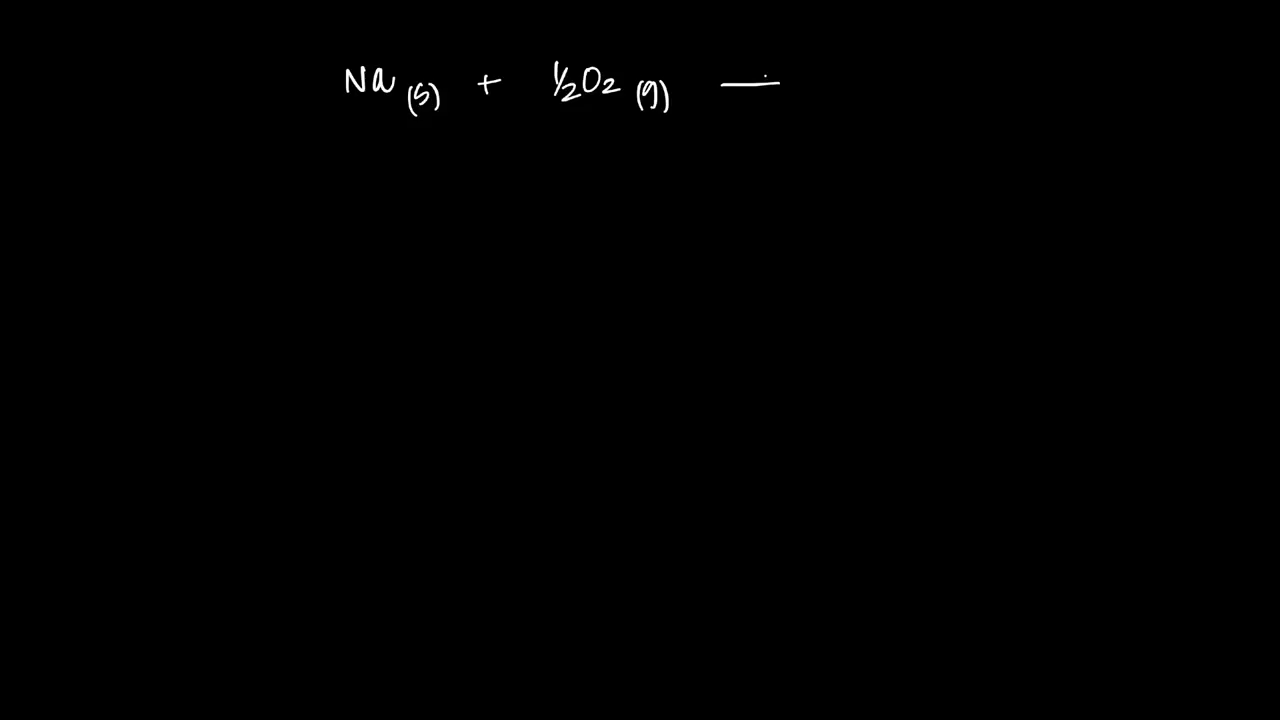 Na (s) + ½O₂ (g) —